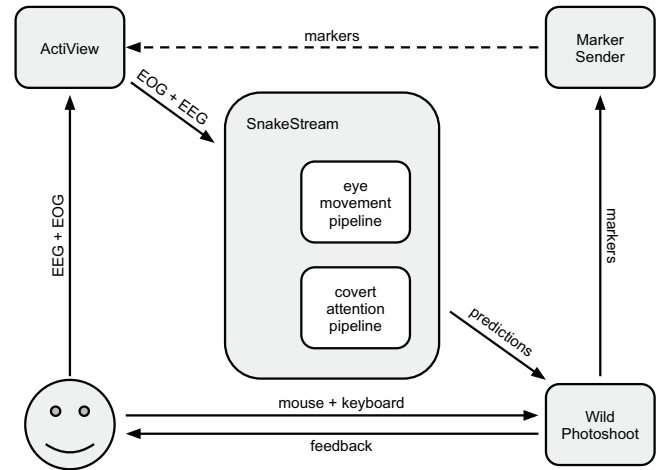 markers
ActiView
Marker
Sender
EOG + EEG
SnakeStream
eye
movement
pipeline
EEG + EOG
markers
covert
attention
pipeline
predictions
mouse + keyboard
feedback
Wild
Photoshoot